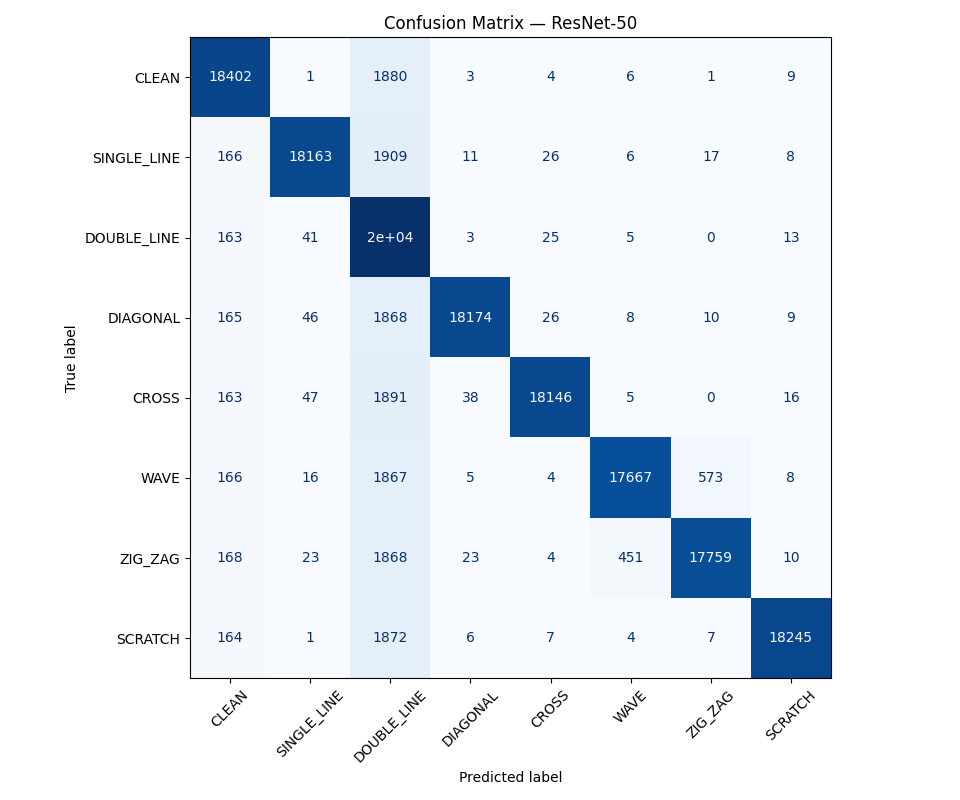 Confusion Matrix — ResNet-50
CLEAN 18402 1 1880 3 4 6 1 9
SINGLE_LINE 166 18163 1909 11 26 6 17 8
DOUBLE_LINE 163 41 2e+04 3 25 5 0 13
DIAGONAL 165 46 1868 18174 26 8 10 9
CROSS 163 47 1891 38 18146 5 0 16
WAVE 166 16 1867 5 4 17667 573 8
ZIG_ZAG 168 23 1868 23 4 451 17759 10
SCRATCH 164 1 1872 6 7 4 7 18245
True label
CLEAN SINGLE_LINE DOUBLE_LINE DIAGONAL CROSS WAVE ZIG_ZAG SCRATCH
Predicted label